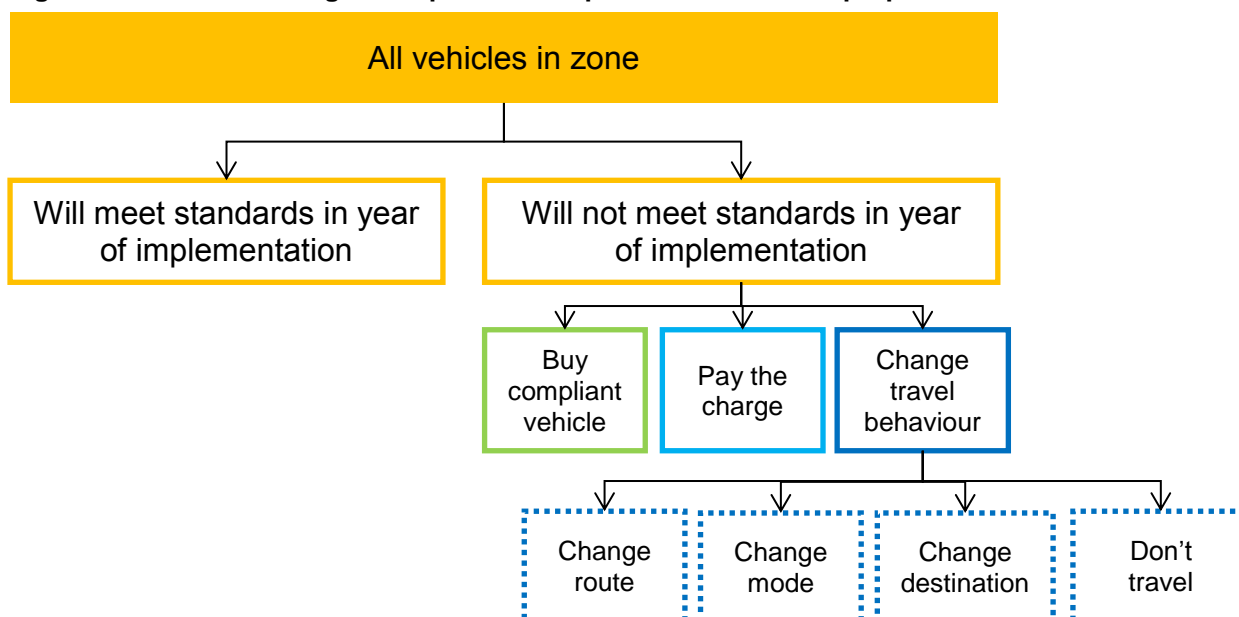 All vehicles in zone
Will meet standards in year
of implementation
Will not meet standards in year
of implementation
Buy
compliant
vehicle
Pay the
charge
Change
travel
behaviour
Change
route
Change
mode
Change
destination
Don’t
travel